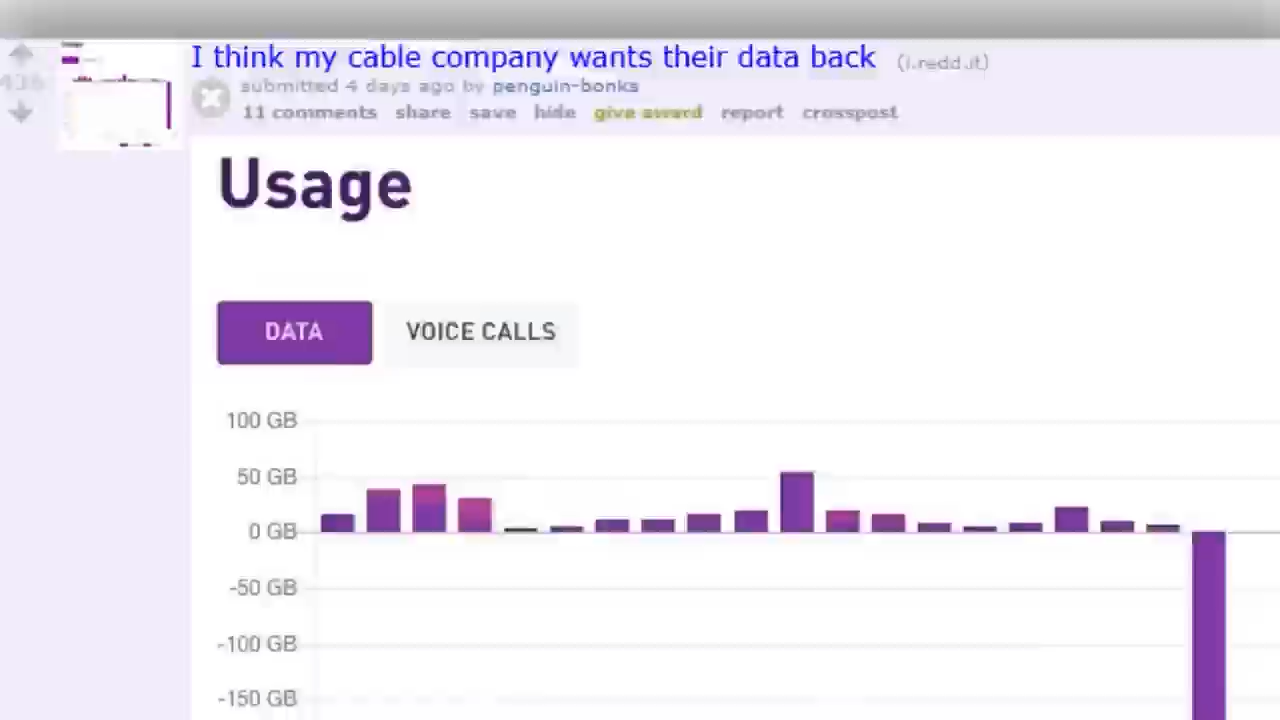 I think my cable company wants their data back (i.redd.it)
submitted 4 days ago by penguin-bonks
11 comments share save hide give award report crosspost
Usage
DATA VOICE CALLS
100 GB
50 GB
0 GB
-50 GB
-100 GB
-150 GB